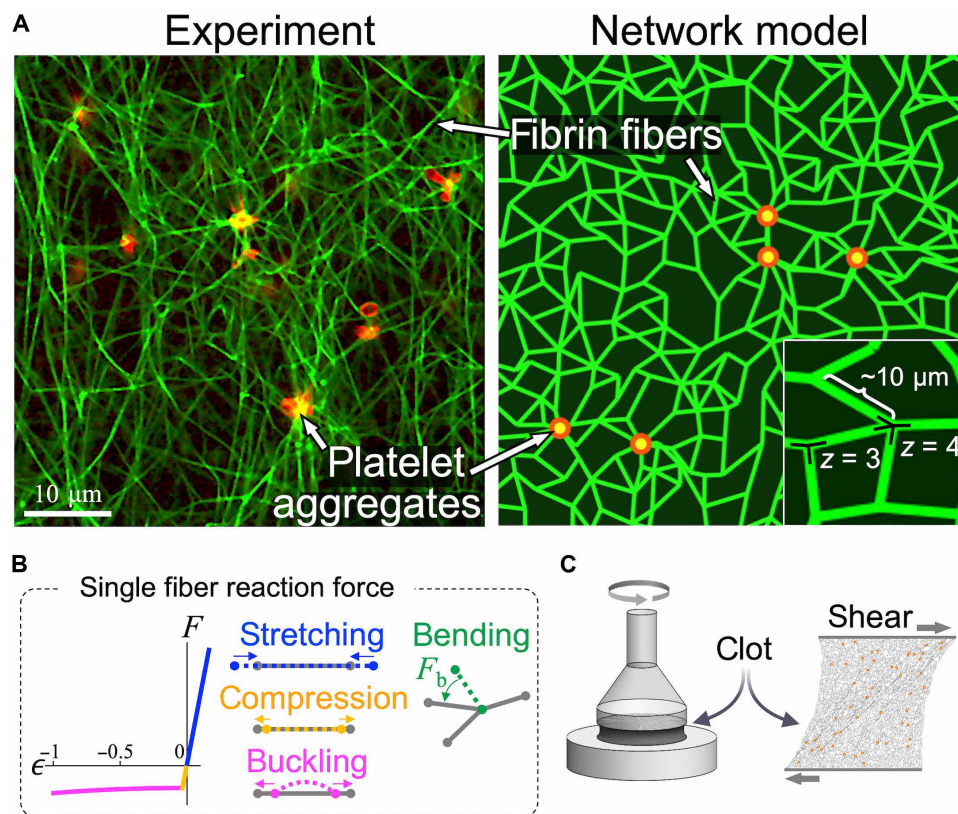 A
Experiment
Network model
Fibrin fibers
Platelet
aggregates
10 μm
~10 μm
z = 3
z = 4
B
Single fiber reaction force
F
ϵ
-1
-0.5
0
Stretching
Compression
Buckling
Bending
F_b
C
Clot
Shear